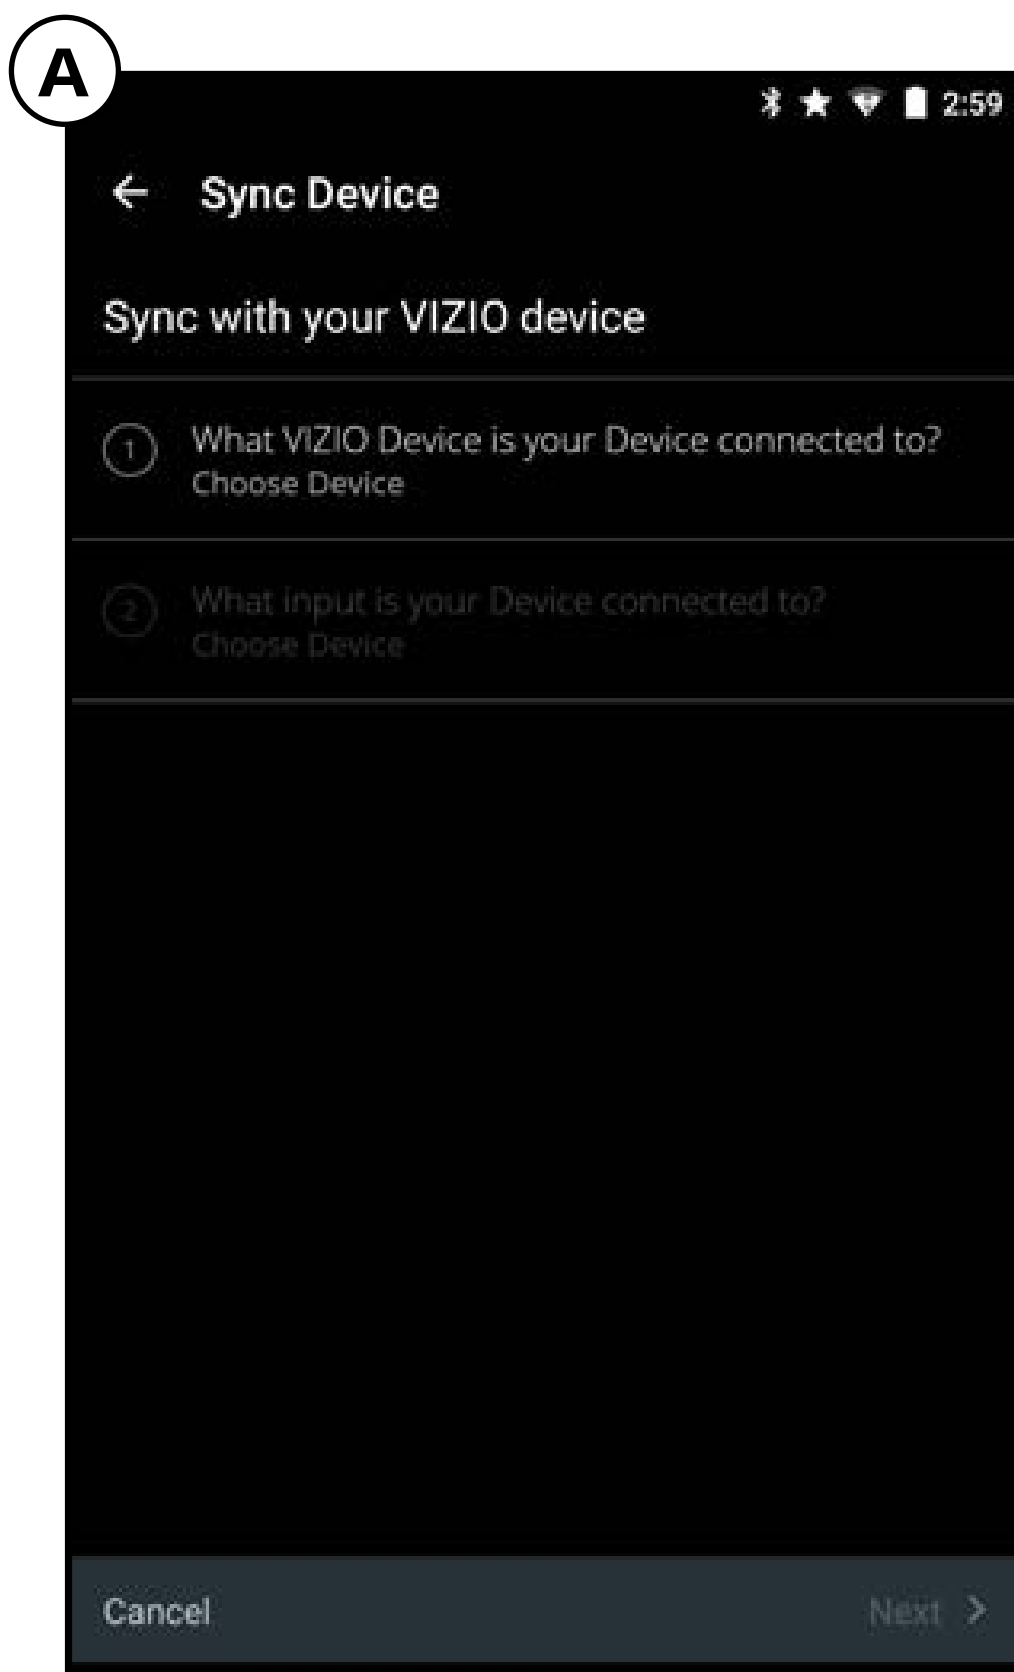 A
2:59
Sync Device
Sync with your VIZIO device
1 What VIZIO Device is your Device connected to?
Choose Device
2 What input is your Device connected to?
Choose Device
Cancel Next